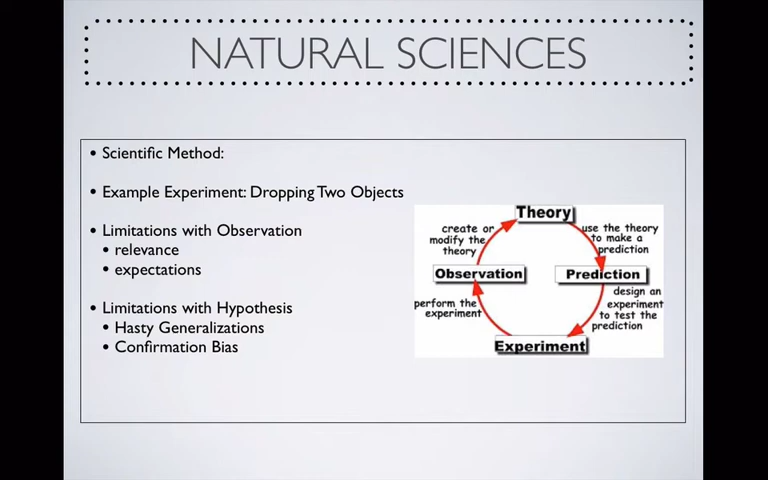 NATURAL SCIENCES
• Scientific Method:
• Example Experiment: Dropping Two Objects
• Limitations with Observation
• relevance
• expectations
• Limitations with Hypothesis
• Hasty Generalizations
• Confirmation Bias
Theory
create or
modify the
theory
use the theory
to make a
prediction
Observation
Prediction
perform the
experiment
design an
experiment
to test the
prediction
Experiment